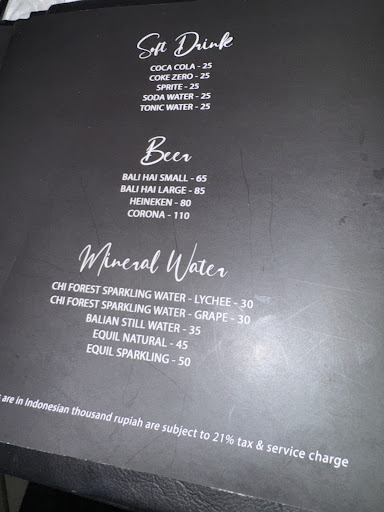 Soft Drink
COCA COLA - 25
COKE ZERO - 25
SPRITE - 25
SODA WATER - 25
TONIC WATER - 25
Beer
BALI HAI SMALL - 65
BALI HAI LARGE - 85
HEINEKEN - 80
CORONA - 110
Mineral Water
CHI FOREST SPARKLING WATER - LYCHEE - 30
CHI FOREST SPARKLING WATER - GRAPE - 30
BALIAN STILL WATER - 35
EQUIL NATURAL - 45
EQUIL SPARKLING - 50
are in Indonesian thousand rupiah are subject to 21% tax & service charge